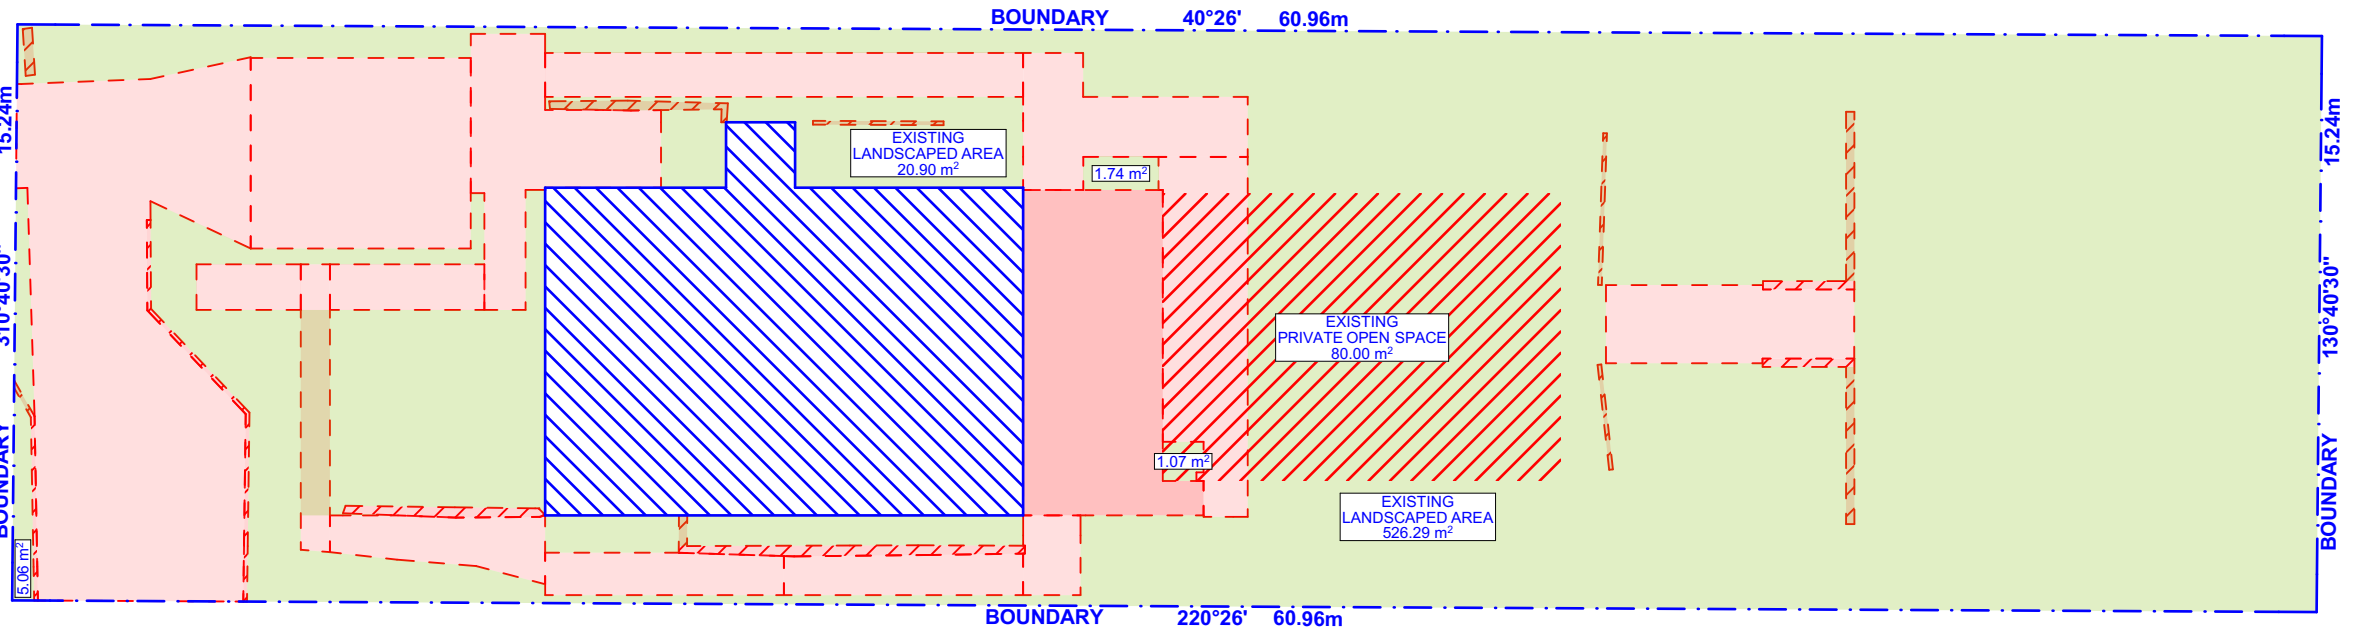 BOUNDARY 40°26' 60.96m
15.24m
310°40'30"
BOUNDARY
5.06 m²
EXISTING
LANDSCAPED AREA
20.90 m²
1.74 m²
EXISTING
PRIVATE OPEN SPACE
80.00 m²
1.07 m²
EXISTING
LANDSCAPED AREA
526.29 m²
15.24m
130°40'30"
BOUNDARY
BOUNDARY 220°26' 60.96m